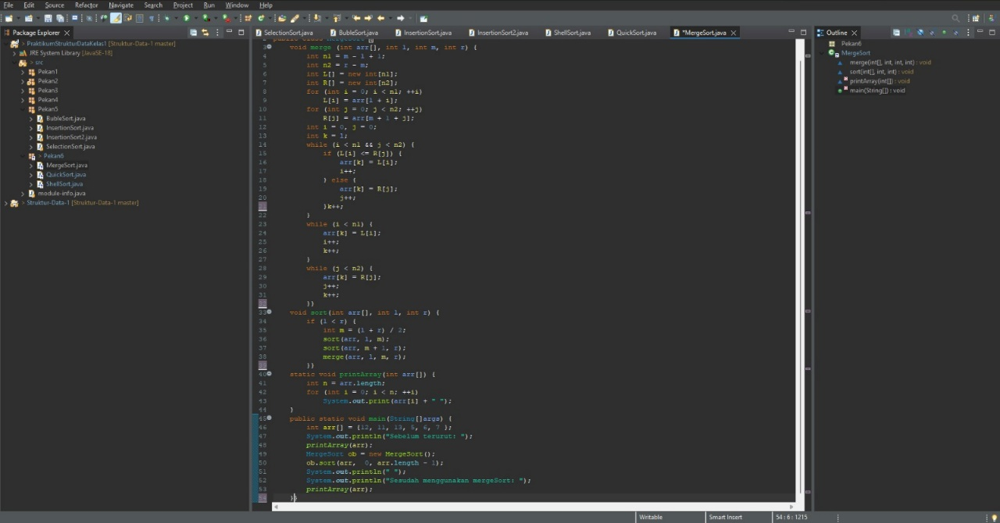 File Edit Source Refactor Navigate Search Project Run Window Help
Package Explorer
> PraktikumStrukturDataKelas1 [Struktur-Data-1 master]
JRE System Library [JavaSE-18]
> src
Pekan1
Pekan2
Pekan3
Pekan4
Pekan5
BubleSort.java
InsertionSort.java
InsertionSort2.java
SelectionSort.java
> Pekan6
MergeSort.java
QuickSort.java
ShellSort.java
module-info.java
> Struktur-Data-1 [Struktur-Data-1 master]
SelectionSort.java BubleSort.java InsertionSort.java InsertionSort2.java ShellSort.java QuickSort.java *MergeSort.java
3 void merge (int arr[], int l, int m, int r) {
4 int n1 = m - l + 1;
5 int n2 = r - m;
6 int L[] = new int[n1];
7 int R[] = new int[n2];
8 for (int i = 0; i < n1; ++i)
9 L[i] = arr[l + i];
10 for (int j = 0; j < n2; ++j)
11 R[j] = arr[m + 1 + j];
12 int i = 0, j = 0;
13 int k = l;
14 while (i < n1 && j < n2) {
15 if (L[i] <= R[j]) {
16 arr[k] = L[i];
17 i++;
18 } else {
19 arr[k] = R[j];
20 j++;
21 }k++;
22 }
23 while (i < n1) {
24 arr[k] = L[i];
25 i++;
26 k++;
27 }
28 while (j < n2) {
29 arr[k] = R[j];
30 j++;
31 k++;
32 }}
33 void sort(int arr[], int l, int r) {
34 if (l < r) {
35 int m = (l + r) / 2;
36 sort(arr, l, m);
37 sort(arr, m + 1, r);
38 merge(arr, l, m, r);
39 }}
40 static void printArray(int arr[]) {
41 int n = arr.length;
42 for (int i = 0; i < n; ++i)
43 System.out.print(arr[i] + " ");
44 }
45 public static void main(String[]args) {
46 int arr[] = {12, 11, 13, 5, 6, 7 };
47 System.out.println("Sebelum terurut: ");
48 printArray(arr);
49 MergeSort ob = new MergeSort();
50 ob.sort(arr, 0, arr.length - 1);
51 System.out.println(" ");
52 System.out.println("Sesudah menggunakan mergeSort: ");
53 printArray(arr);
54 }}
Outline
Pekan6
MergeSort
merge(int[], int, int, int) : void
sort(int[], int, int) : void
printArray(int[]) : void
main(String[]) : void
Writable Smart Insert 54 : 6 : 1215